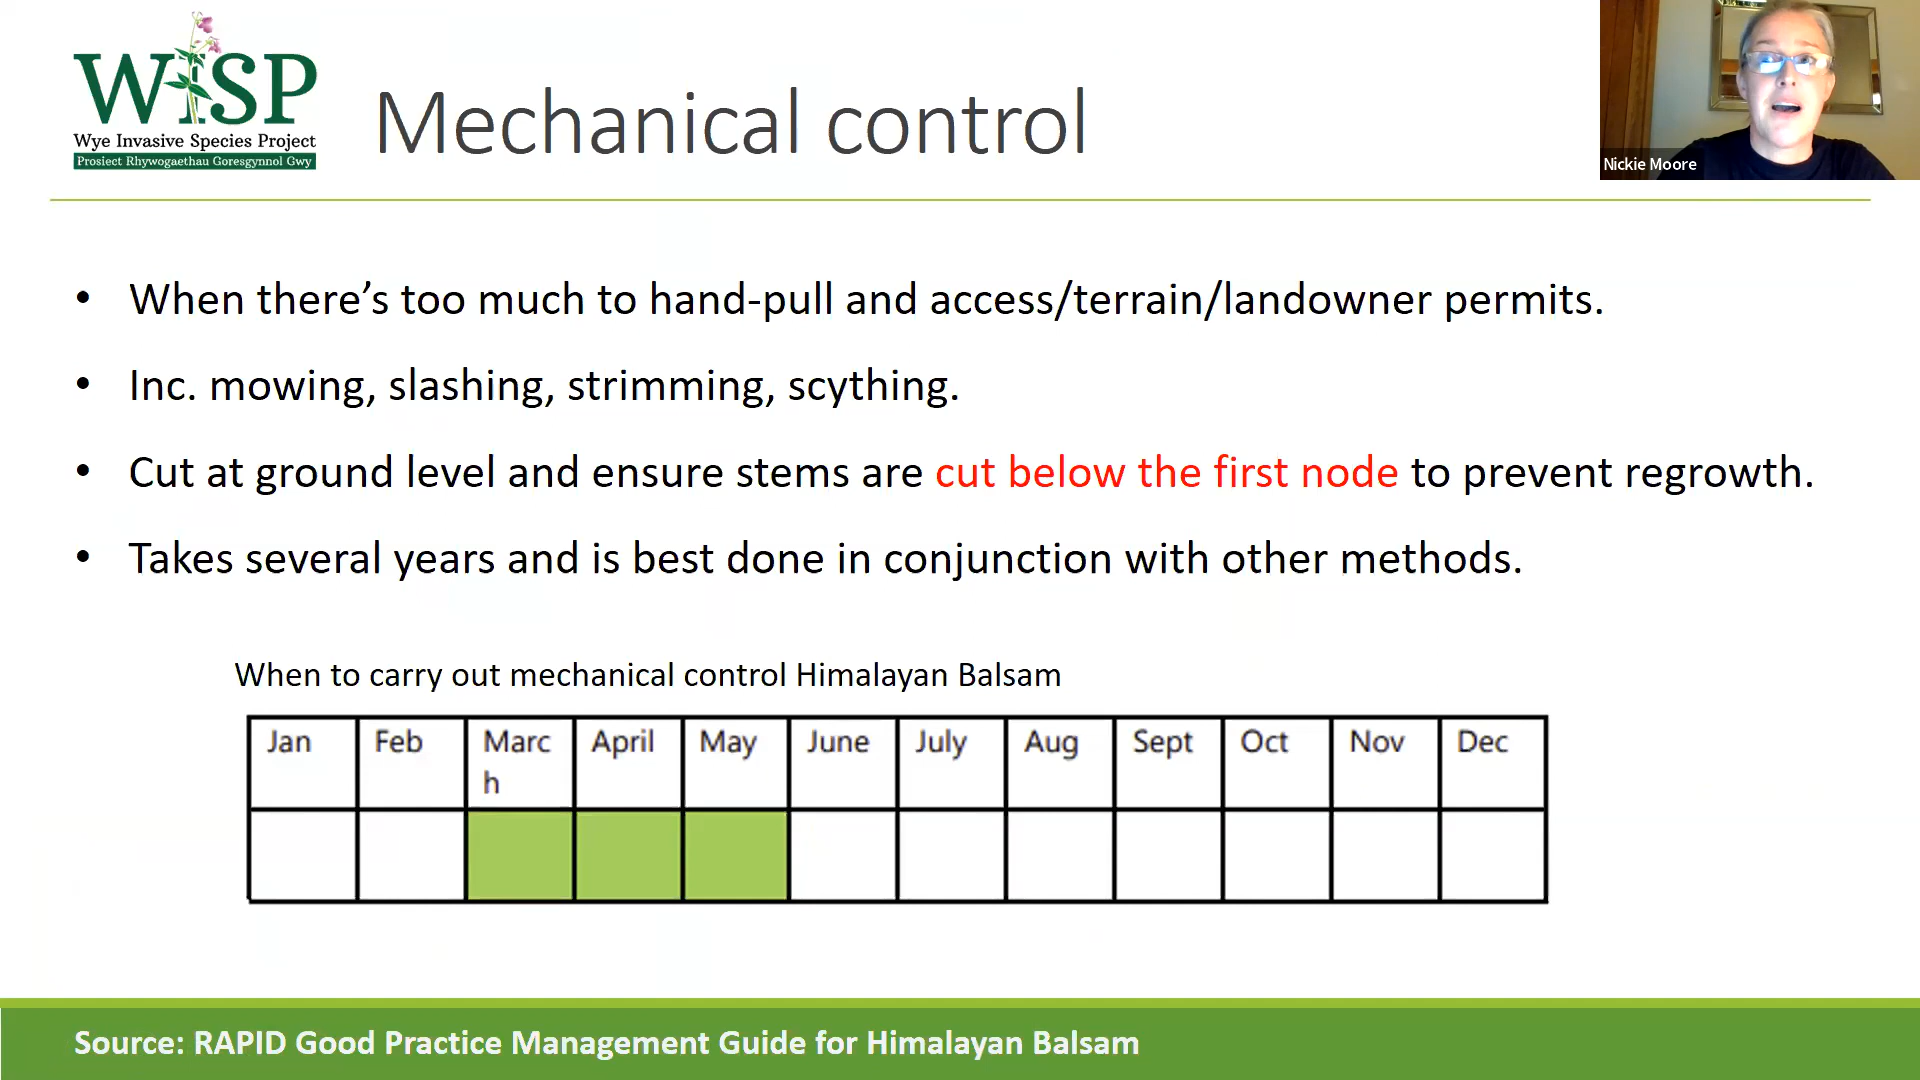 WISP
Wye Invasive Species Project
Prosiect Rhywogaethau Goresgynnol Gwy
Mechanical control
Nickie Moore
• When there’s too much to hand-pull and access/terrain/landowner permits.
• Inc. mowing, slashing, strimming, scything.
• Cut at ground level and ensure stems are cut below the first node to prevent regrowth.
• Takes several years and is best done in conjunction with other methods.
When to carry out mechanical control Himalayan Balsam
Jan Feb Marc April May June July Aug Sept Oct Nov Dec
h
Source: RAPID Good Practice Management Guide for Himalayan Balsam